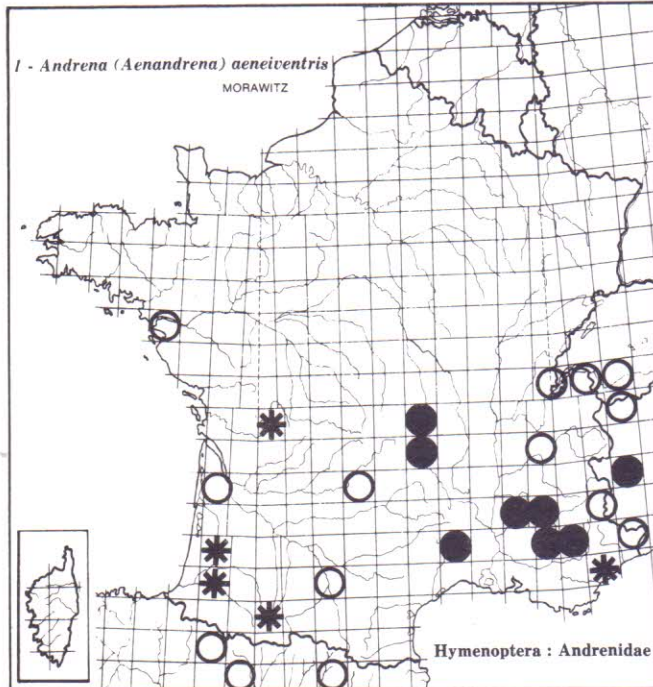 1 - Andrena (Aenandrena) aeneiventris
MORAWITZ
Hymenoptera : Andrenidae